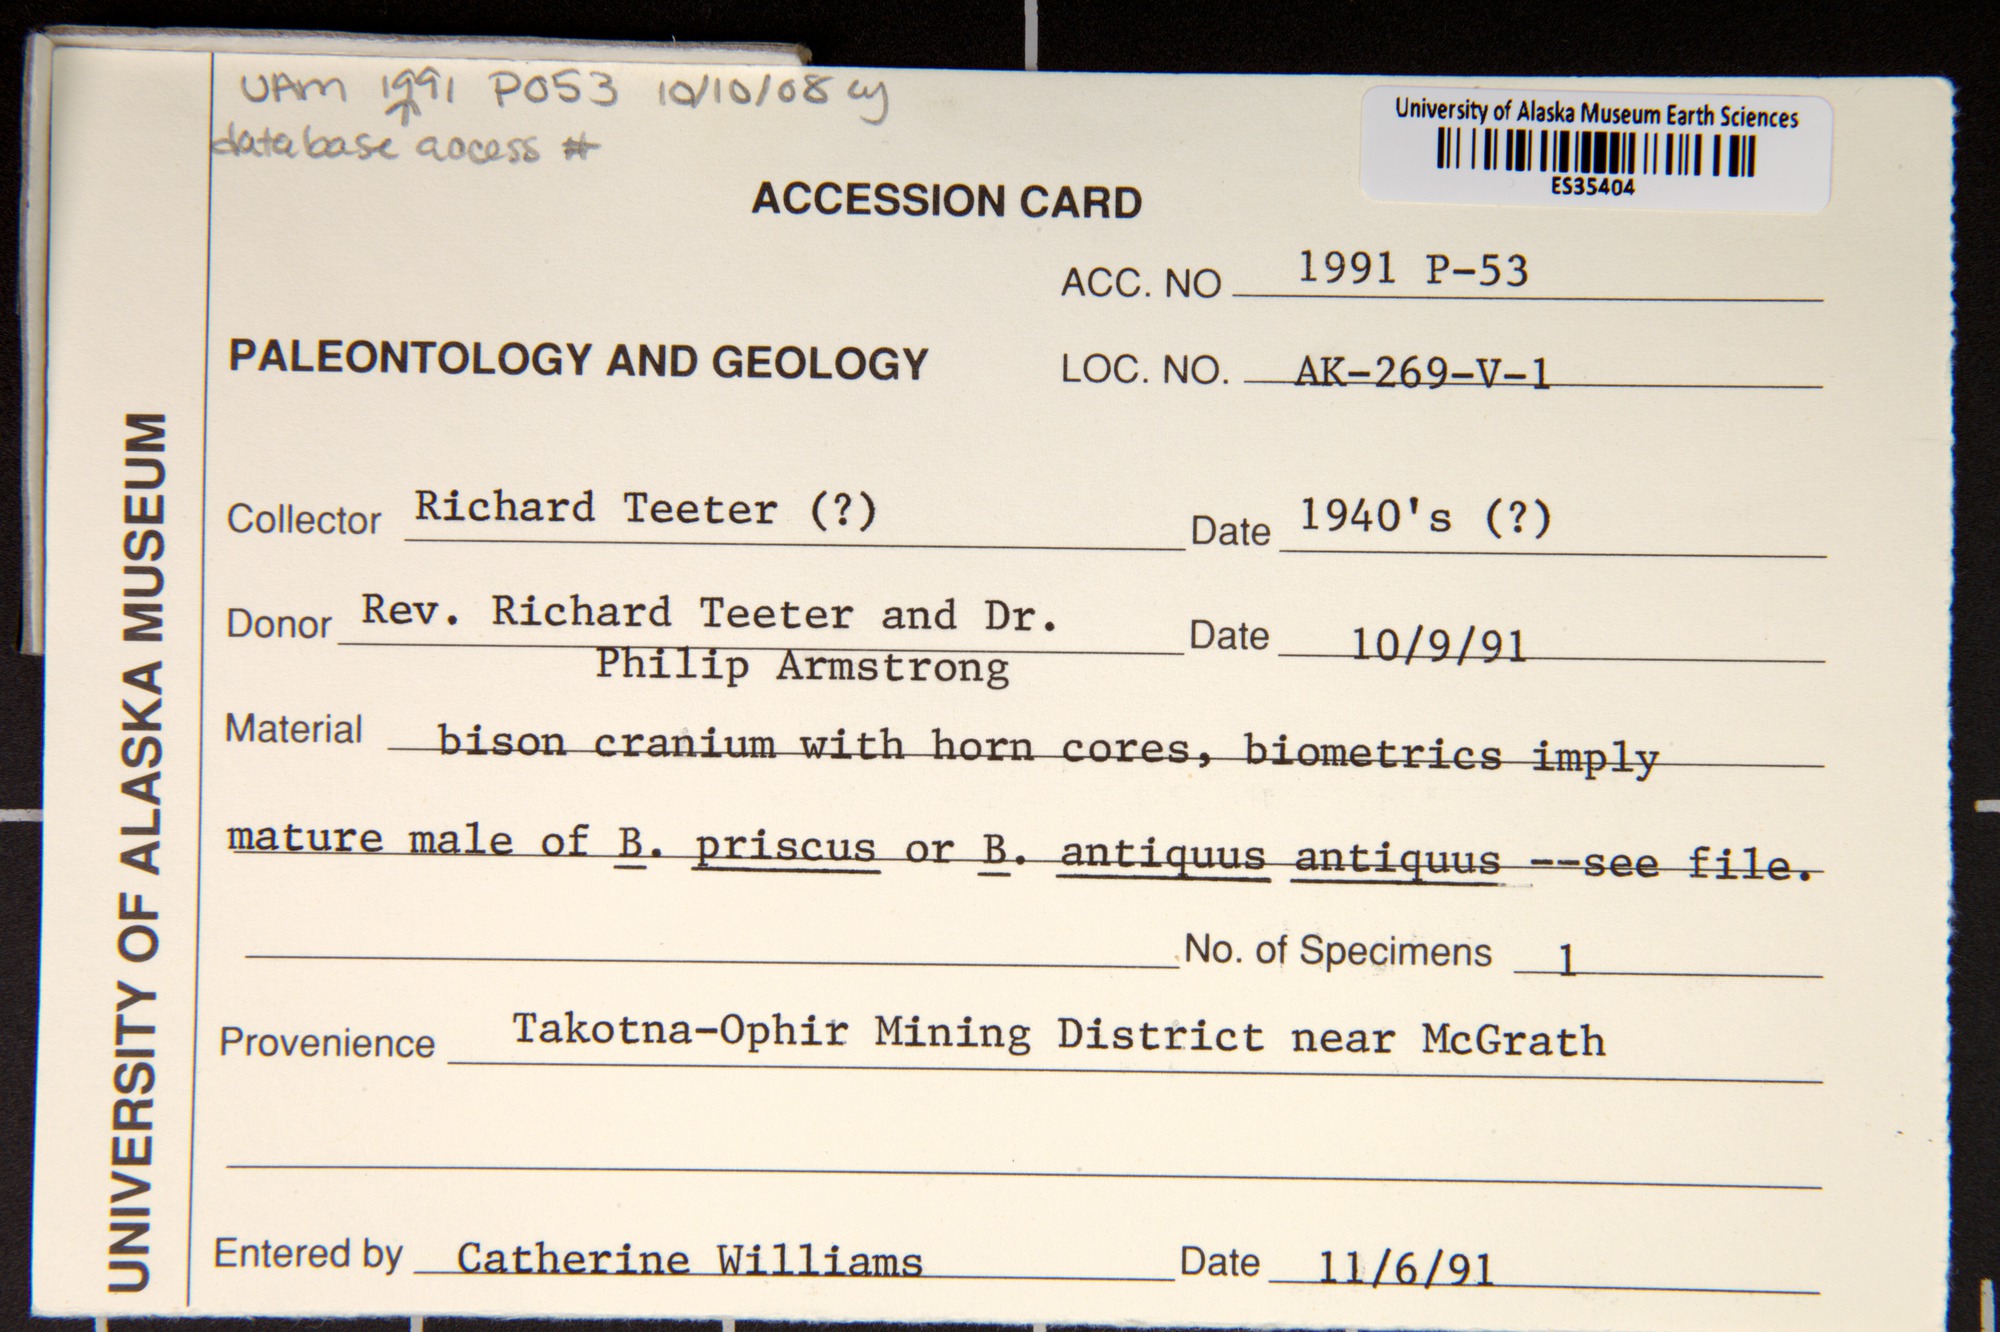 UAM 1991 P053 10/10/08 cy
↑
database access #
University of Alaska Museum Earth Sciences
ES35404
ACCESSION CARD
ACC. NO 1991 P-53
PALEONTOLOGY AND GEOLOGY
LOC. NO. AK-269-V-1
UNIVERSITY OF ALASKA MUSEUM
Collector Richard Teeter (?) Date 1940's (?)
Donor Rev. Richard Teeter and Dr. Date 10/9/91
Philip Armstrong
Material bison cranium with horn cores, biometrics imply
mature male of B. priscus or B. antiquus antiquus --see file.
No. of Specimens 1
Provenience Takotna-Ophir Mining District near McGrath
Entered by Catherine Williams Date 11/6/91